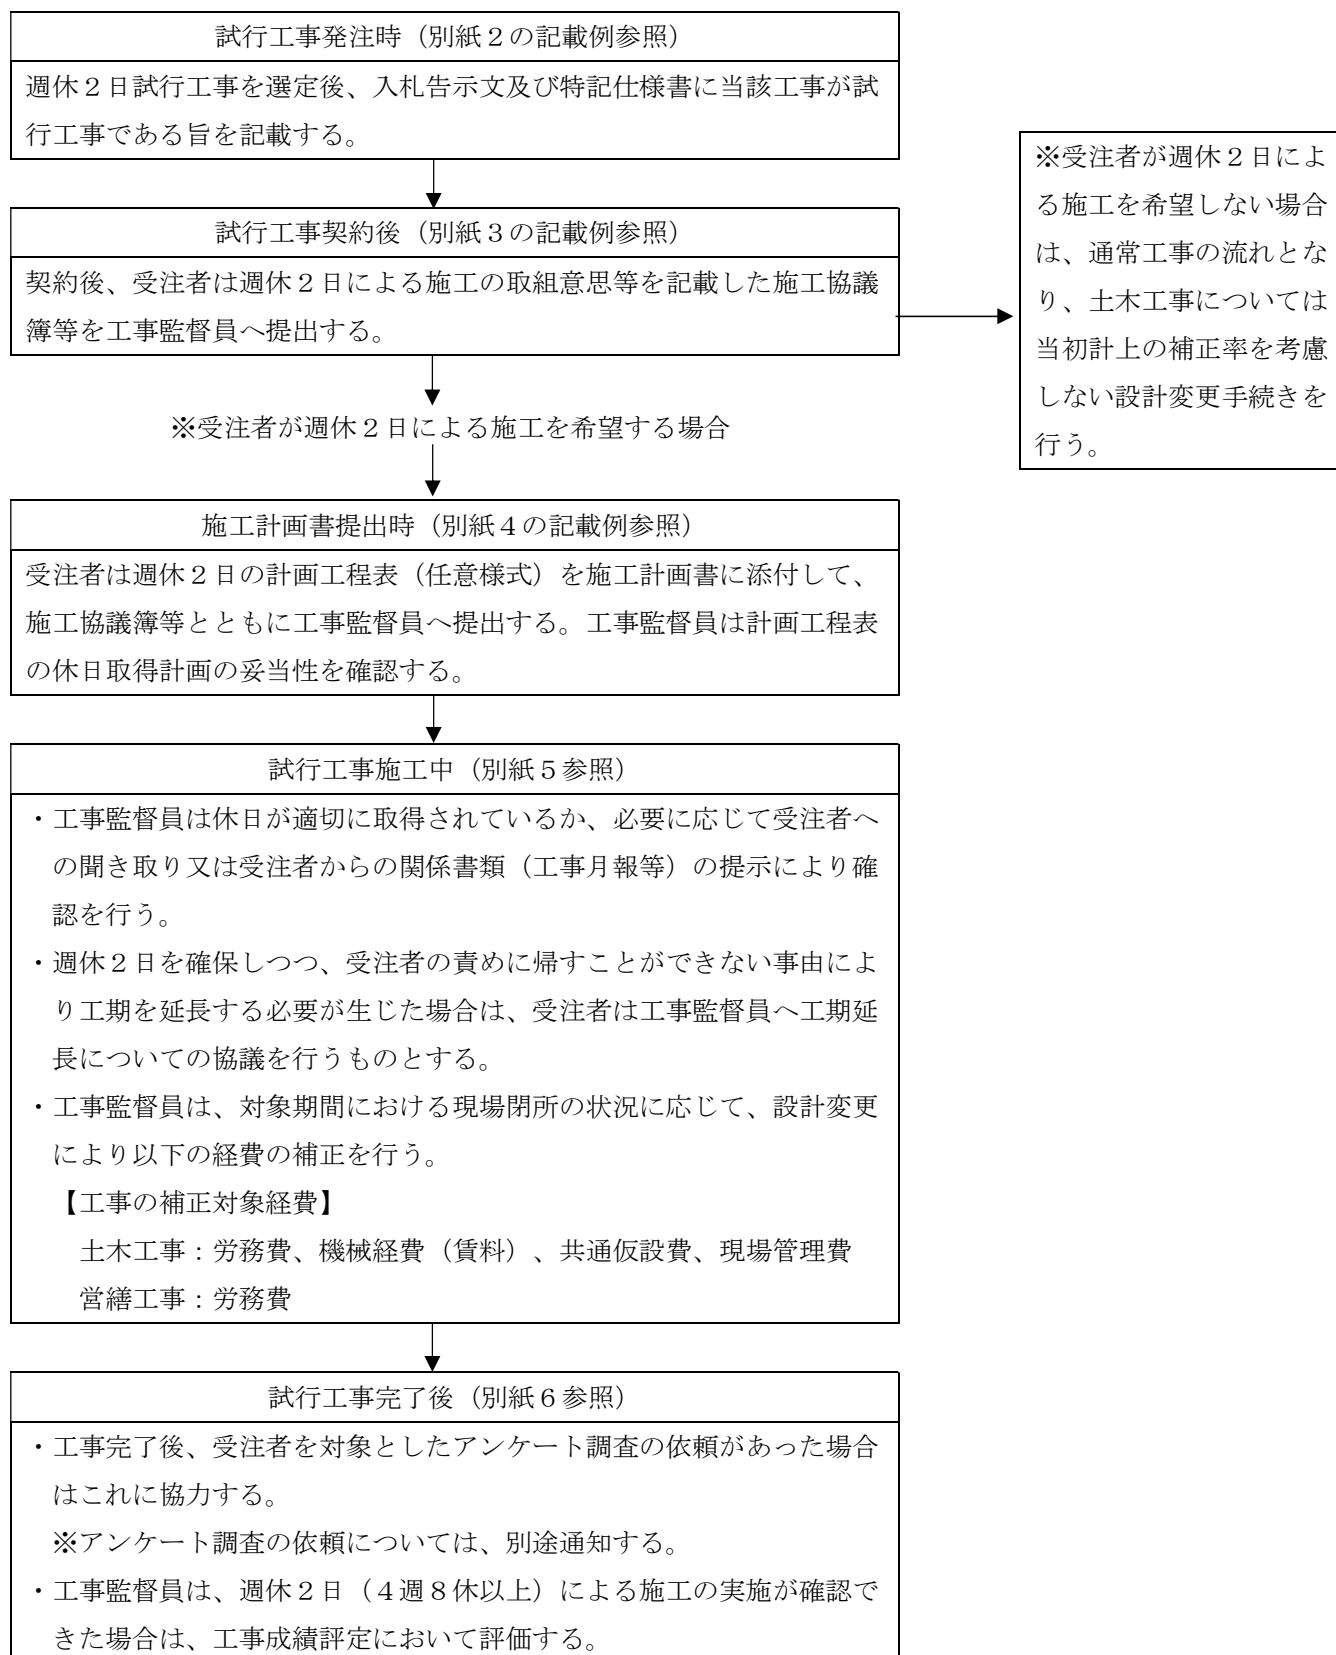 試行工事発注時（別紙２の記載例参照）
週休２日試行工事を選定後、入札告示文及び特記仕様書に当該工事が試
行工事である旨を記載する。
試行工事契約後（別紙３の記載例参照）
契約後、受注者は週休２日による施工の取組意思等を記載した施工協議
簿等を工事監督員へ提出する。
※受注者が週休２日によ
る施工を希望しない場合
は、通常工事の流れとな
り、土木工事については
当初計上の補正率を考慮
しない設計変更手続きを
行う。
※受注者が週休２日による施工を希望する場合
施工計画書提出時（別紙４の記載例参照）
受注者は週休２日の計画工程表（任意様式）を施工計画書に添付して、
施工協議簿等とともに工事監督員へ提出する。工事監督員は計画工程表
の休日取得計画の妥当性を確認する。
試行工事施工中（別紙５参照）
・工事監督員は休日が適切に取得されているか、必要に応じて受注者へ
の聞き取り又は受注者からの関係書類（工事月報等）の提示により確
認を行う。
・週休２日を確保しつつ、受注者の責めに帰すことができない事由によ
り工期を延長する必要が生じた場合は、受注者は工事監督員へ工期延
長についての協議を行うものとする。
・工事監督員は、対象期間における現場閉所の状況に応じて、設計変更
により以下の経費の補正を行う。
【工事の補正対象経費】
土木工事：労務費、機械経費（賃料）、共通仮設費、現場管理費
営繕工事：労務費
試行工事完了後（別紙６参照）
・工事完了後、受注者を対象としたアンケート調査の依頼があった場合
はこれに協力する。
※アンケート調査の依頼については、別途通知する。
・工事監督員は、週休２日（４週８休以上）による施工の実施が確認で
きた場合は、工事成績評定において評価する。